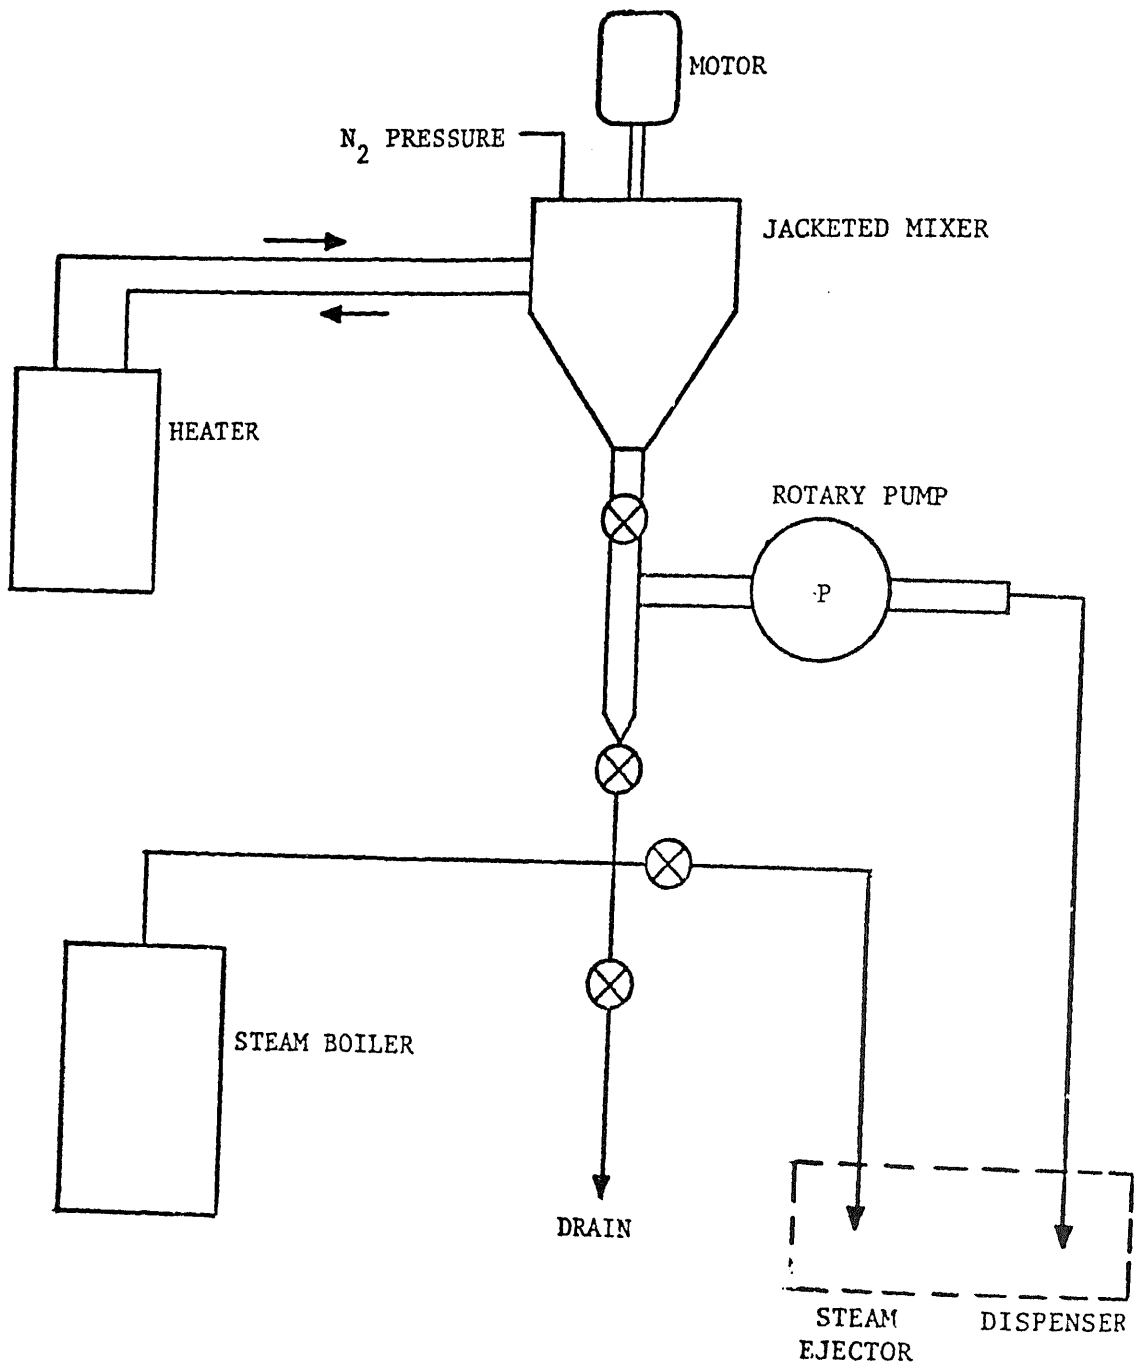 MOTOR
N₂ PRESSURE
JACKETED MIXER
HEATER
ROTARY PUMP
P
STEAM BOILER
DRAIN
STEAM
EJECTOR
DISPENSER